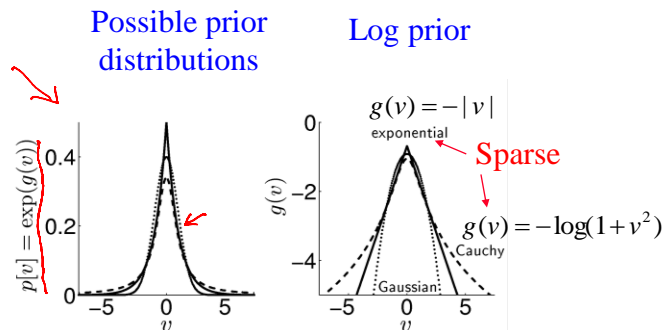 Possible prior
distributions
Log prior
p[v] = exp(g(v))
0.4
0.2
0
−5
0
5
v
g(v) = −| v |
exponential
Sparse
g(v) = −log(1+ v²)
Cauchy
Gaussian
g(v)
0
−2
−4
−5
0
5
v